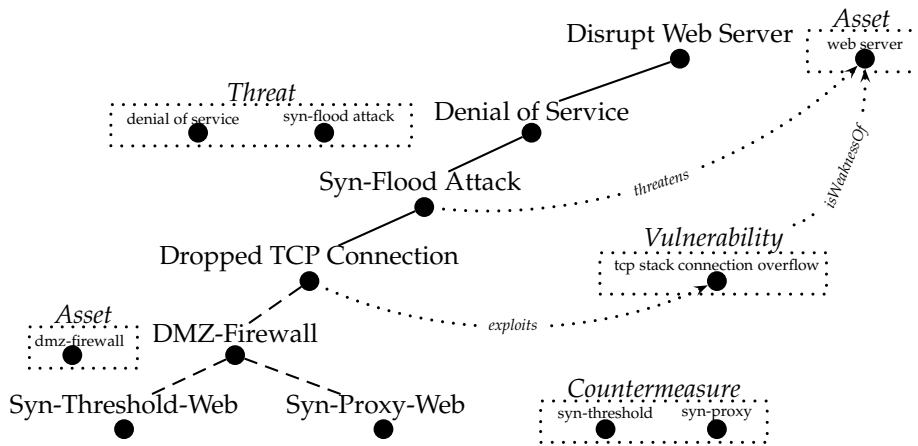 Asset
Disrupt Web Server
web server
Threat
denial of service
syn-flood attack
Denial of Service
isWeaknessOf
Syn-Flood Attack
threatens
Vulnerability
Dropped TCP Connection
tcp stack connection overflow
Asset
exploits
DMZ-Firewall
dmz-firewall
Countermeasure
Syn-Threshold-Web
Syn-Proxy-Web
syn-threshold
syn-proxy